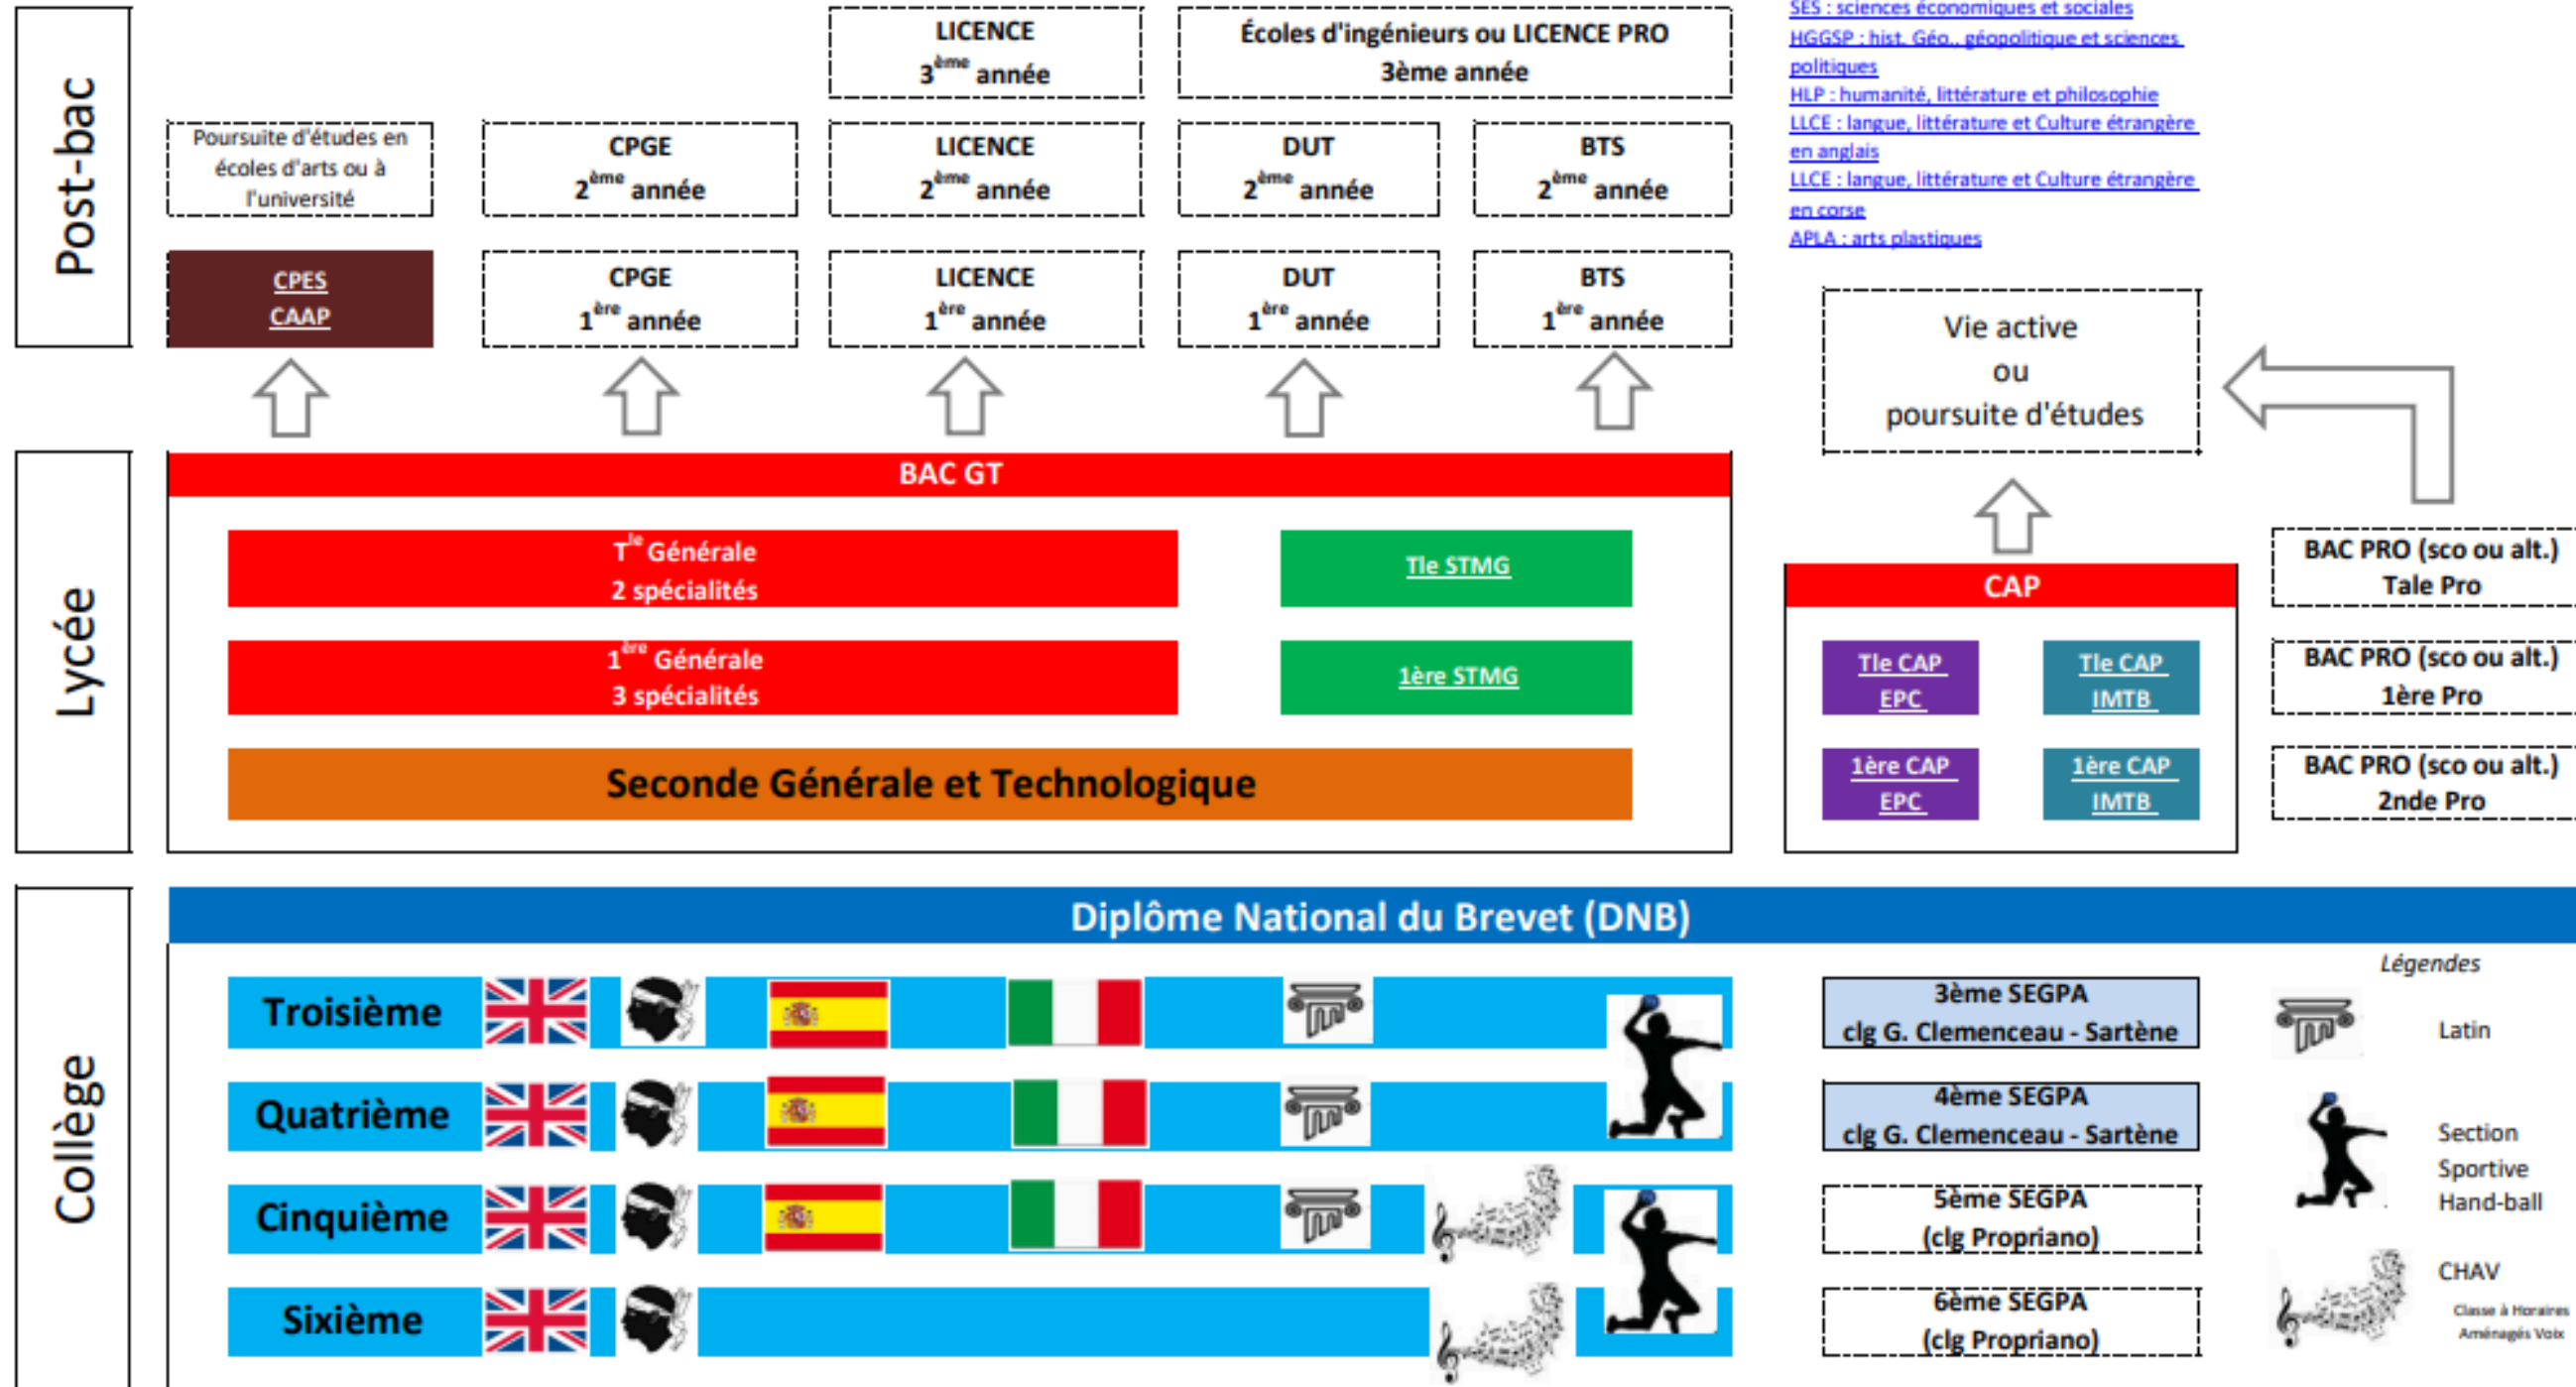 Post-bac
LICENCE
3ème année
Écoles d'ingénieurs ou LICENCE PRO
3ème année
Poursuite d'études en
écoles d'arts ou à
l'université
CPGE
2ème année
LICENCE
2ème année
DUT
2ème année
BTS
2ème année
CPES
CAAP
CPGE
1ère année
LICENCE
1ère année
DUT
1ère année
BTS
1ère année
SES : sciences économiques et sociales
HGGSP : hist. Géo., géopolitique et sciences
politiques
HLP : humanité, littérature et philosophie
LLCE : langue, littérature et Culture étrangère
en anglais
LLCE : langue, littérature et Culture étrangère
en corse
APLA : arts plastiques
Vie active
ou
poursuite d'études
Lycée
BAC GT
Tle Générale
2 spécialités
Tle STMG
1ère Générale
3 spécialités
1ère STMG
Seconde Générale et Technologique
CAP
Tle CAP
EPC
Tle CAP
IMTB
1ère CAP
EPC
1ère CAP
IMTB
BAC PRO (sco ou alt.)
Tale Pro
BAC PRO (sco ou alt.)
1ère Pro
BAC PRO (sco ou alt.)
2nde Pro
Collège
Diplôme National du Brevet (DNB)
Troisième
Quatrième
Cinquième
Sixième
3ème SEGPA
clg G. Clemenceau - Sartène
4ème SEGPA
clg G. Clemenceau - Sartène
5ème SEGPA
(clg Propriano)
6ème SEGPA
(clg Propriano)
Légendes
Latin
Section
Sportive
Hand-ball
CHAV
Classe à Horaires
Aménagés Voix